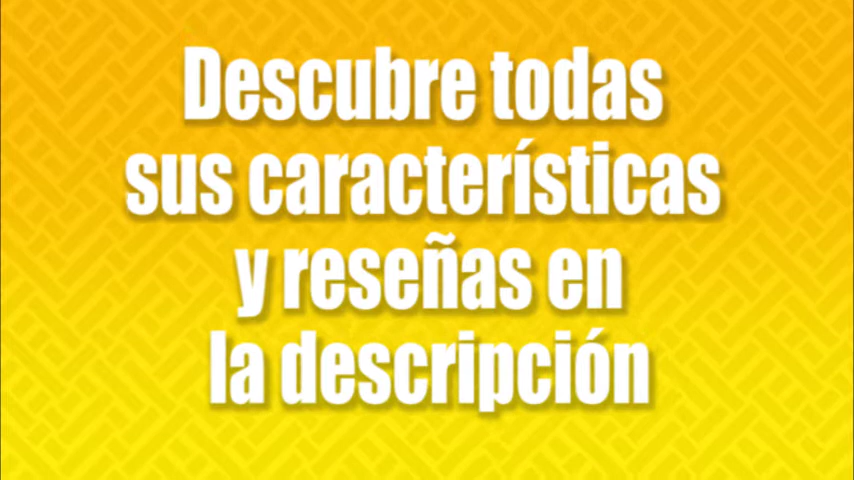 Descubre todas
sus características
y reseñas en
la descripción